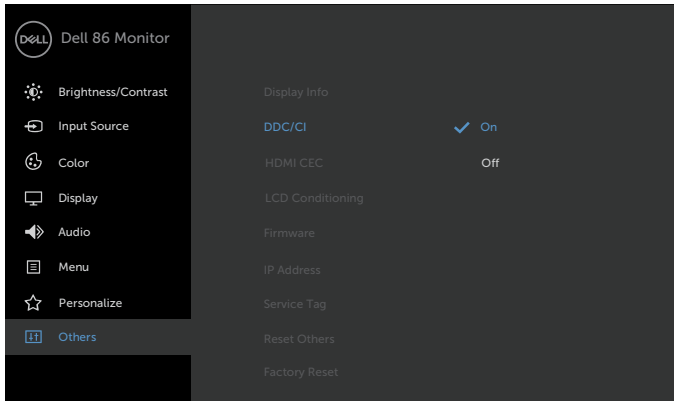 DELL Dell 86 Monitor
Brightness/Contrast Display Info
Input Source DDC/CI On
Color HDMI CEC Off
Display LCD Conditioning
Audio Firmware
Menu IP Address
Personalize Service Tag
Others Reset Others
Factory Reset